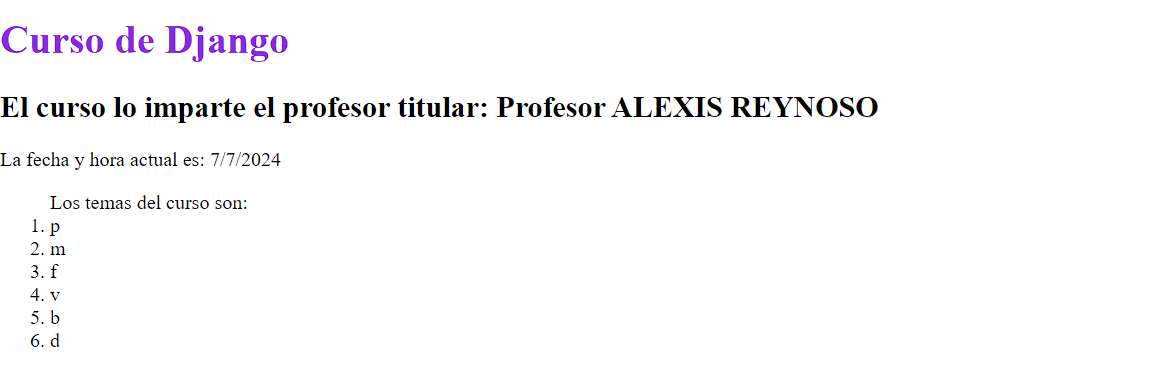 Curso de Django
El curso lo imparte el profesor titular: Profesor ALEXIS REYNOSO
La fecha y hora actual es: 7/7/2024
Los temas del curso son:
1. p
2. m
3. f
4. v
5. b
6. d